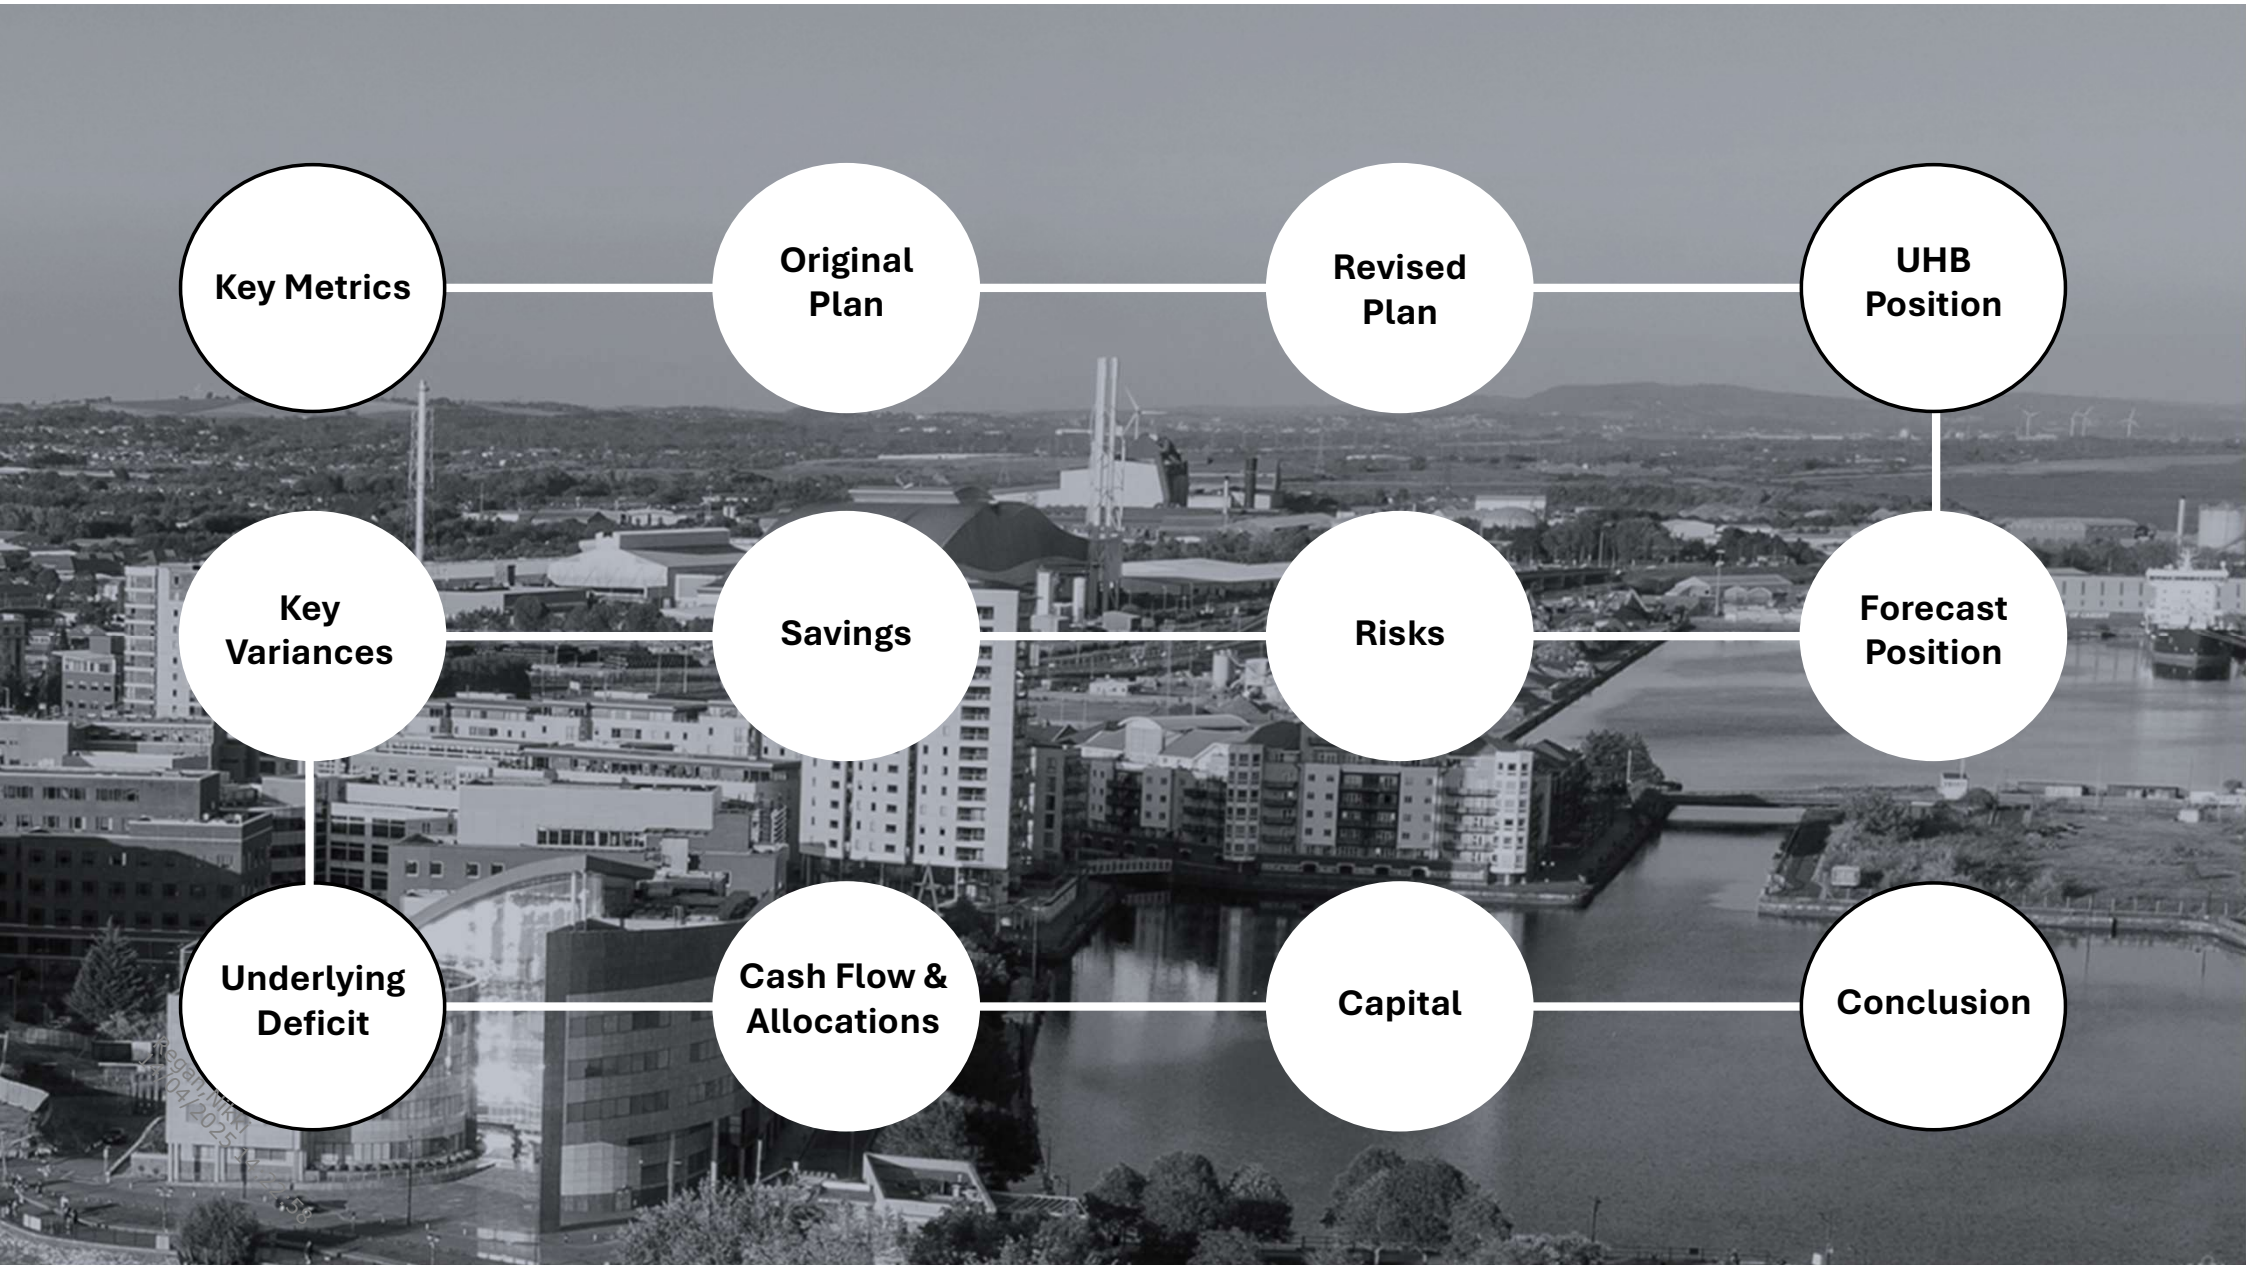 Key Metrics
Original
Plan
Revised
Plan
UHB
Position
Key
Variances
Savings
Risks
Forecast
Position
Underlying
Deficit
Cash Flow &
Allocations
Capital
Conclusion